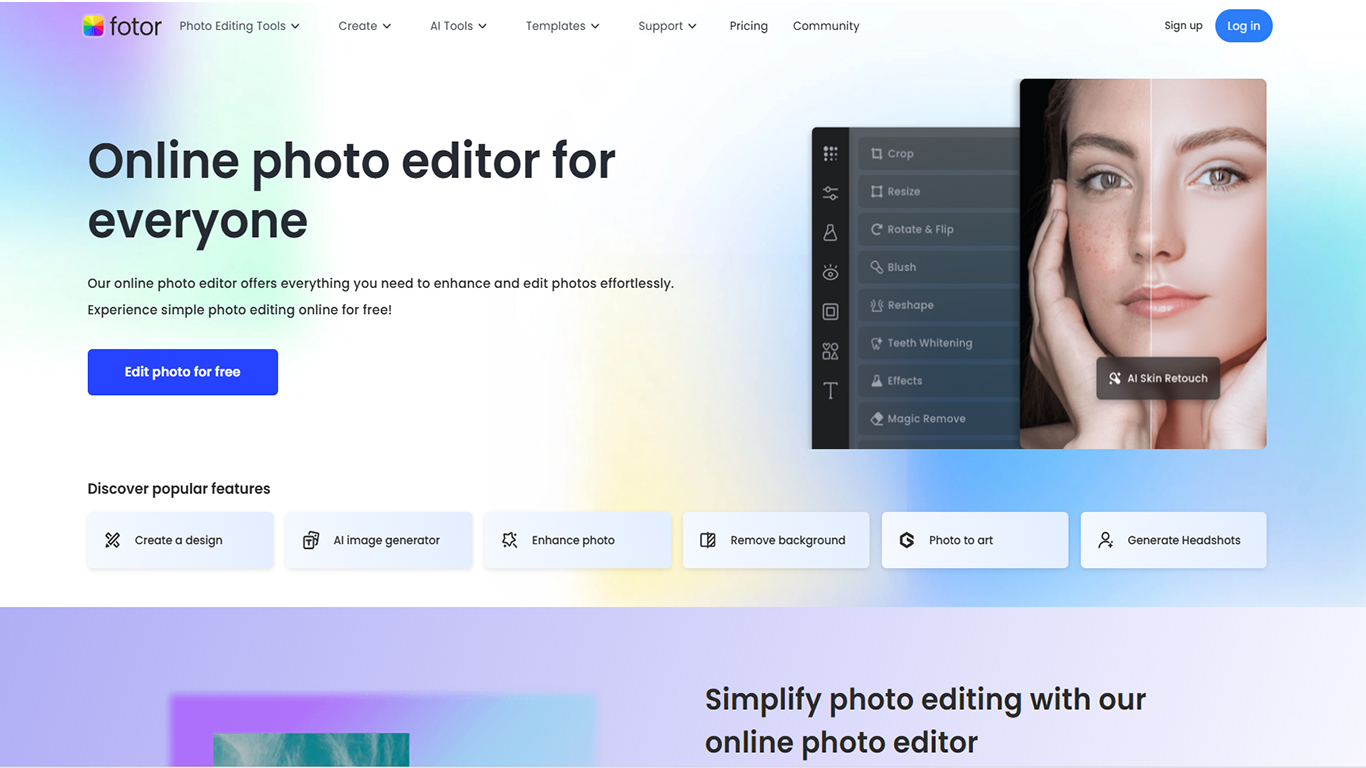 fotor
Photo Editing Tools
Create
AI Tools
Templates
Support
Pricing
Community
Sign up
Log in
Online photo editor for
everyone
Our online photo editor offers everything you need to enhance and edit photos effortlessly.
Experience simple photo editing online for free!
Edit photo for free
Crop
Resize
Rotate & Flip
Blush
Reshape
Teeth Whitening
Effects
Magic Remove
AI Skin Retouch
Discover popular features
Create a design
AI image generator
Enhance photo
Remove background
Photo to art
Generate Headshots
Simplify photo editing with our
online photo editor